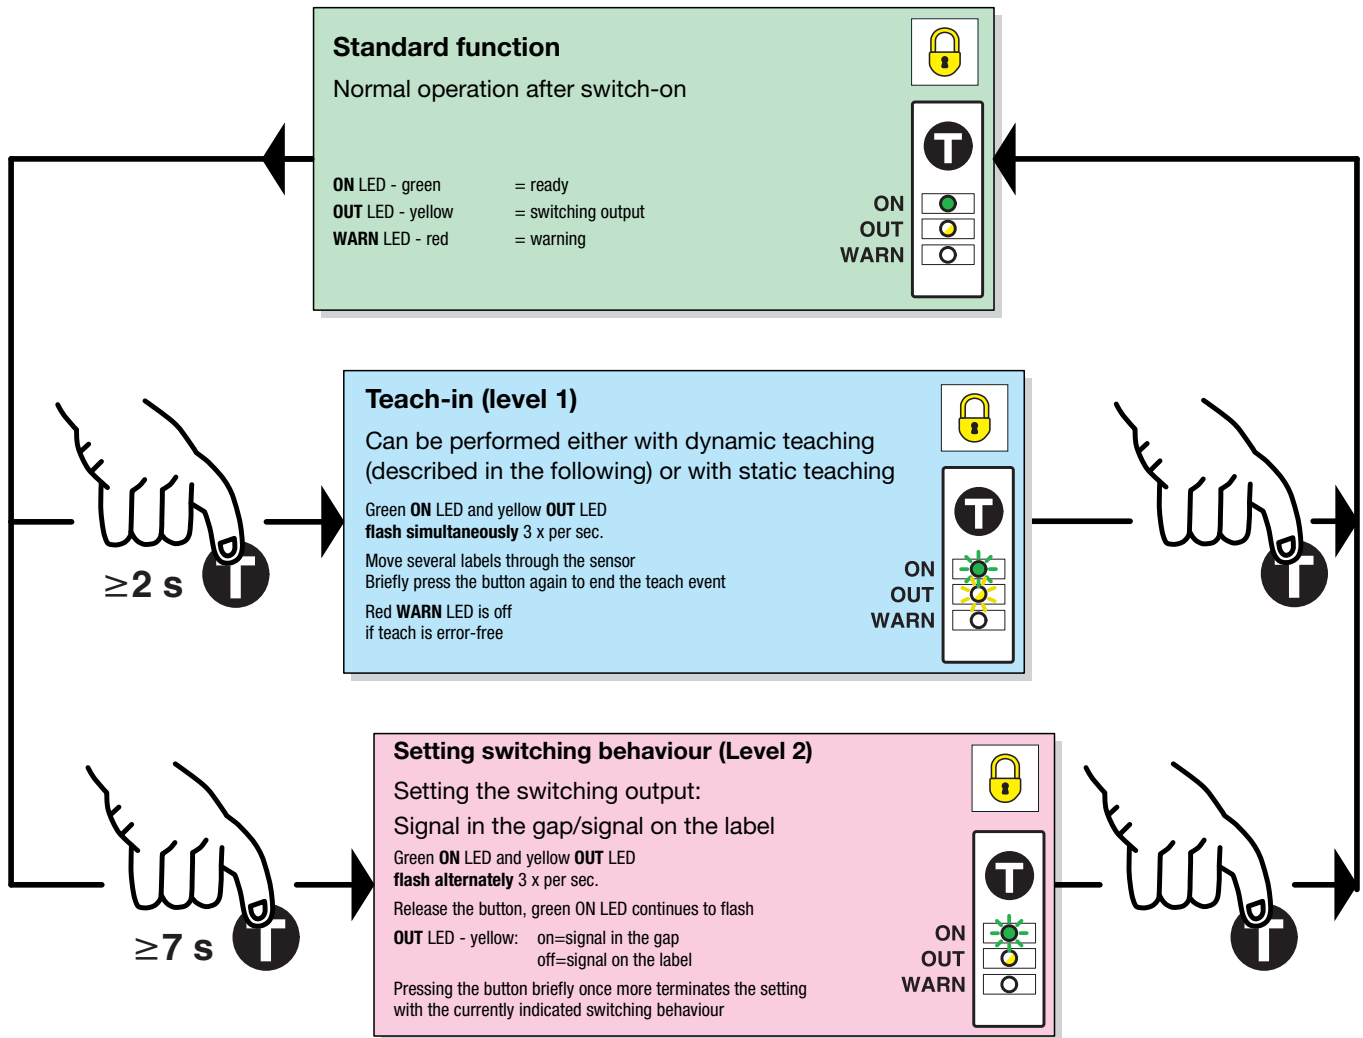 Standard function
Normal operation after switch-on
ON LED - green = ready
OUT LED - yellow = switching output
WARN LED - red = warning
T
ON
OUT
WARN
Teach-in (level 1)
Can be performed either with dynamic teaching
(described in the following) or with static teaching
Green ON LED and yellow OUT LED
flash simultaneously 3 x per sec.
Move several labels through the sensor
Briefly press the button again to end the teach event
Red WARN LED is off
if teach is error-free
T
ON
OUT
WARN
≥2 s
T
T
Setting switching behaviour (Level 2)
Setting the switching output:
Signal in the gap/signal on the label
Green ON LED and yellow OUT LED
flash alternately 3 x per sec.
Release the button, green ON LED continues to flash
OUT LED - yellow: on=signal in the gap
off=signal on the label
Pressing the button briefly once more terminates the setting
with the currently indicated switching behaviour
T
ON
OUT
WARN
≥7 s
T
T